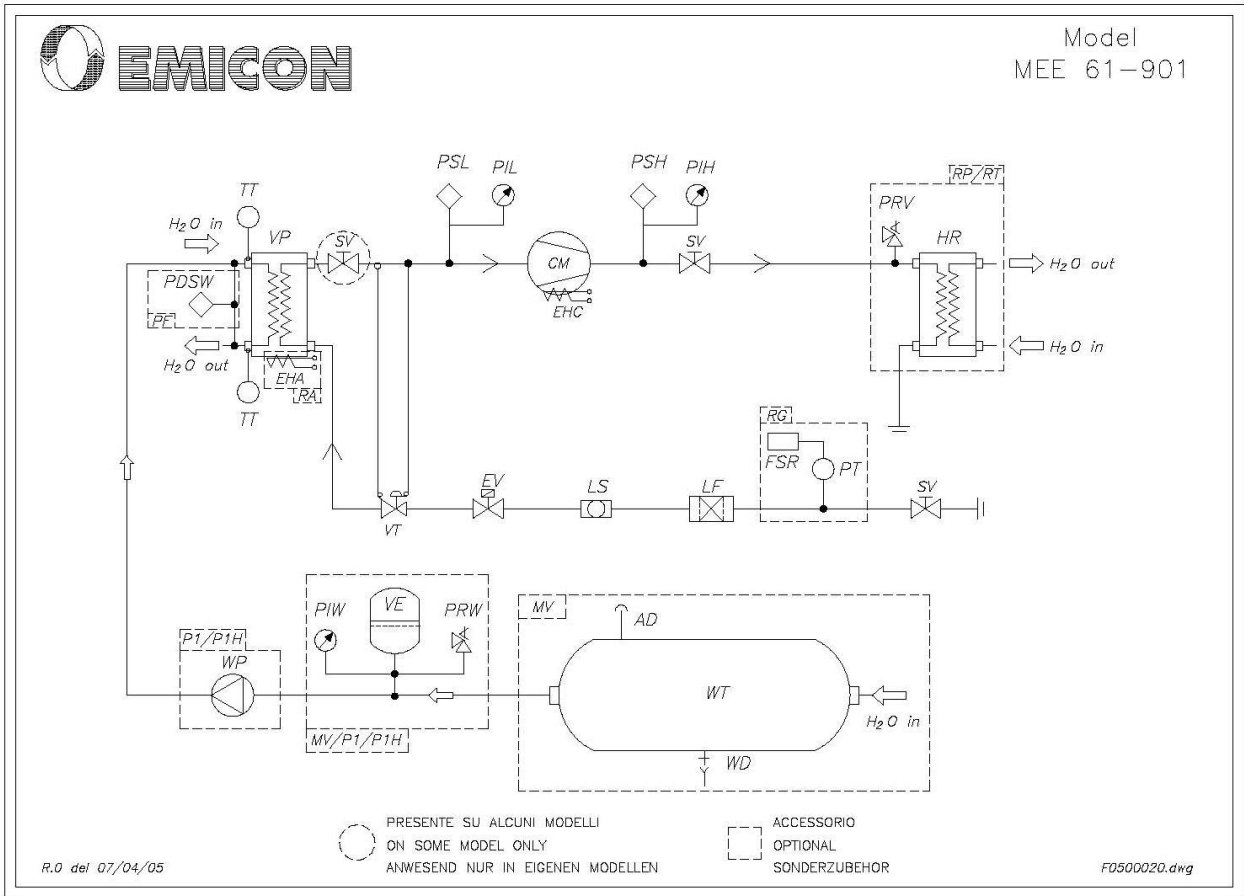 EMICON
Model
MEE 61-901
PSL
PIL
PSH
PIH
RP/RT
TT
PRV
H₂O in
VP
SV
SV
HR
CM
H₂O out
PDSW
EHC
PF
H₂O out
H₂O in
EHA
RA
TT
RG
FSR
PT
EV
LS
LF
SV
VT
MV
PIW
VE
PRW
AD
P1/P1H
WP
WT
H₂O in
MV/P1/P1H
WD
PRESENTE SU ALCUNI MODELLI
ON SOME MODEL ONLY
ANWESEND NUR IN EIGENEN MODELLEN
ACCESSORIO
OPTIONAL
SONDERZUBEHOR
R.0 del 07/04/05
F0500020.dwg